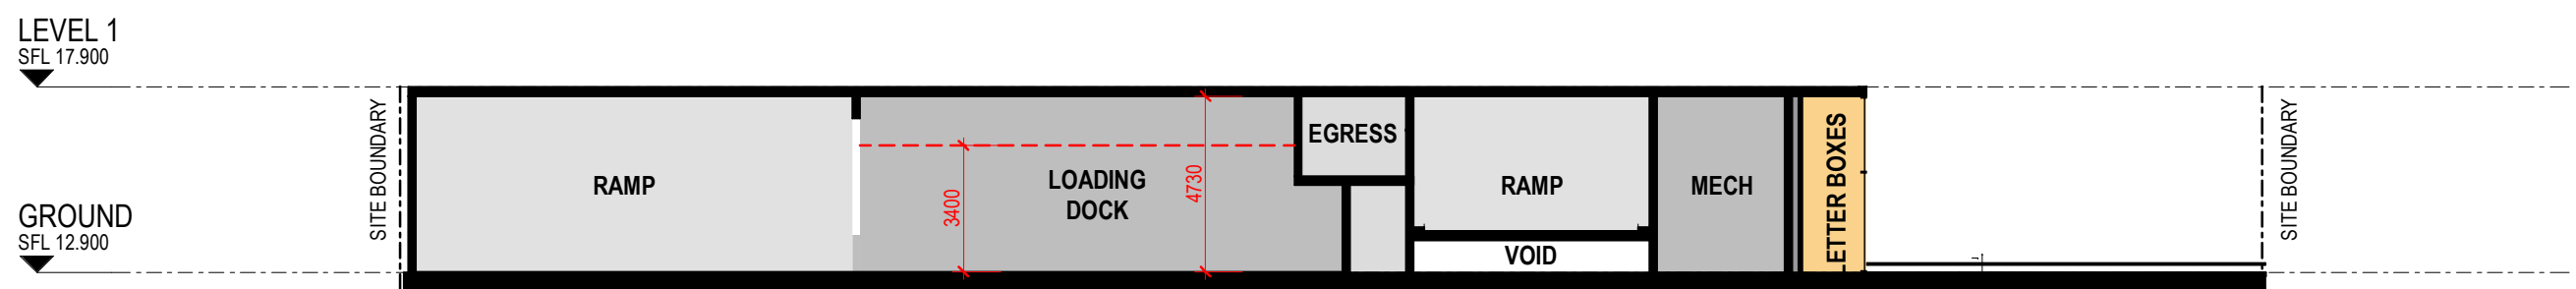 LEVEL 1
SFL 17.900
GROUND
SFL 12.900
SITE BOUNDARY
RAMP
3400
LOADING
DOCK
4730
EGRESS
RAMP
VOID
MECH
LETTER BOXES
SITE BOUNDARY